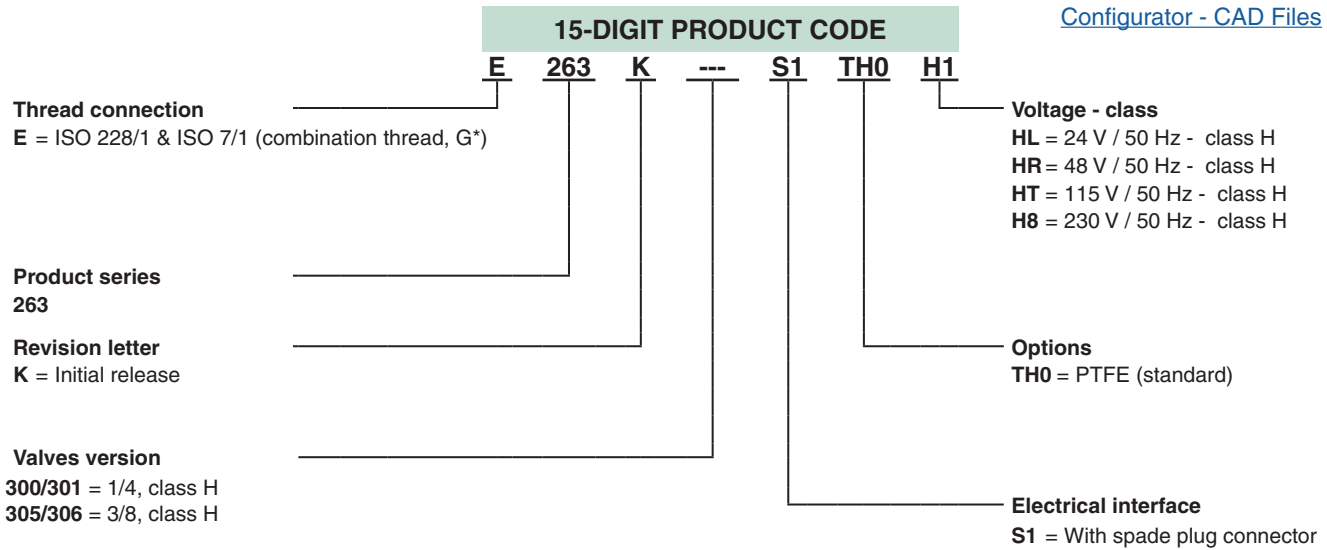 Configurator - CAD Files
15-DIGIT PRODUCT CODE
E 263 K --- S1 TH0 H1
Thread connection
E = ISO 228/1 & ISO 7/1 (combination thread, G*)
Voltage - class
HL = 24 V / 50 Hz - class H
HR = 48 V / 50 Hz - class H
HT = 115 V / 50 Hz - class H
H8 = 230 V / 50 Hz - class H
Product series
263
Revision letter
K = Initial release
Options
TH0 = PTFE (standard)
Valves version
300/301 = 1/4, class H
305/306 = 3/8, class H
Electrical interface
S1 = With spade plug connector